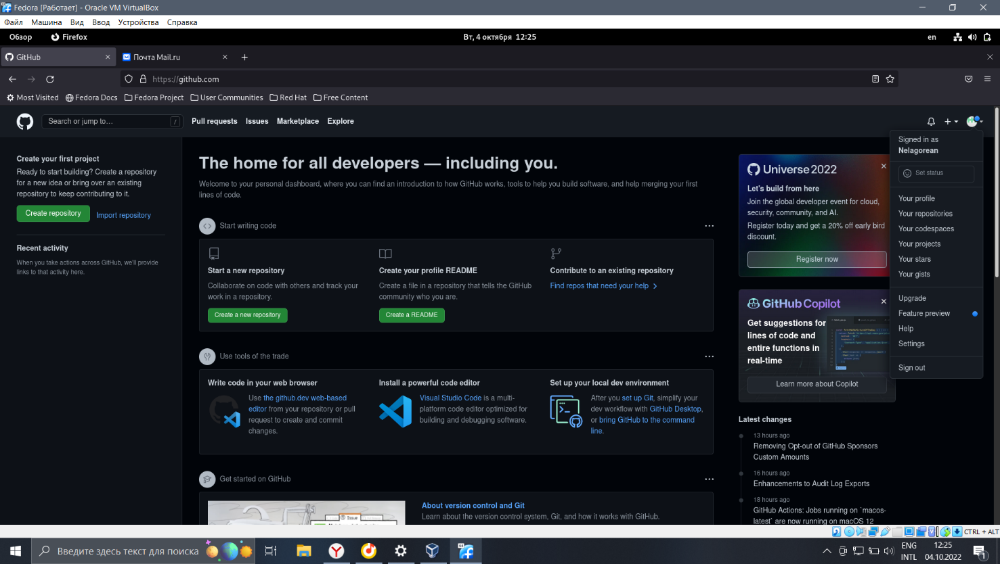 Fedora [Работает] - Oracle VM VirtualBox
Файл Машина Вид Ввод Устройства Справка
Обзор Firefox Вт, 4 октября 12:25 en
GitHub Почта Mail.ru
https://github.com
Most Visited Fedora Docs Fedora Project User Communities Red Hat Free Content
Search or jump to… / Pull requests Issues Marketplace Explore
Signed in as
Nelagorean
Set status
Your profile
Your repositories
Your codespaces
Your projects
Your stars
Your gists
Upgrade
Feature preview
Help
Settings
Sign out
Create your first project
Ready to start building? Create a repository
for a new idea or bring over an existing
repository to keep contributing to it.
Create repository Import repository
Recent activity
When you take actions across GitHub, we'll provide
links to that activity here.
The home for all developers — including you.
Welcome to your personal dashboard, where you can find an introduction to how GitHub works, tools to help you build software, and help merging your first
lines of code.
Start writing code
Start a new repository
Collaborate on code with others and track your
work in a repository.
Create a new repository
Create your profile README
Create a file in a repository that tells the GitHub
community who you are.
Create a README
Contribute to an existing repository
Find repos that need your help
Use tools of the trade
Write code in your web browser
Use the github.dev web-based
editor from your repository or pull
request to create and commit
changes.
Install a powerful code editor
Visual Studio Code is a multi-
platform code editor optimized for
building and debugging software.
Set up your local dev environment
After you set up Git, simplify your
dev workflow with GitHub Desktop,
or bring GitHub to the command
line.
Get started on GitHub
Issue
About version control and Git
Learn about the version control system, Git, and how it works with GitHub.
Universe 2022
Let's build from here
Join the global developer event for cloud,
security, community, and AI.
Register today and get a 20% off early bird
discount.
Register now
GitHub Copilot
Get suggestions for
lines of code and
entire functions in
real-time
Learn more about Copilot
Latest changes
13 hours ago
Removing Opt-out of GitHub Sponsors
Custom Amounts
16 hours ago
Enhancements to Audit Log Exports
18 hours ago
GitHub Actions: Jobs running on `macos-
latest` are now running on macOS 12
CTRL + ALT
Введите здесь текст для поиска
ENG
INTL
12:25
04.10.2022
1